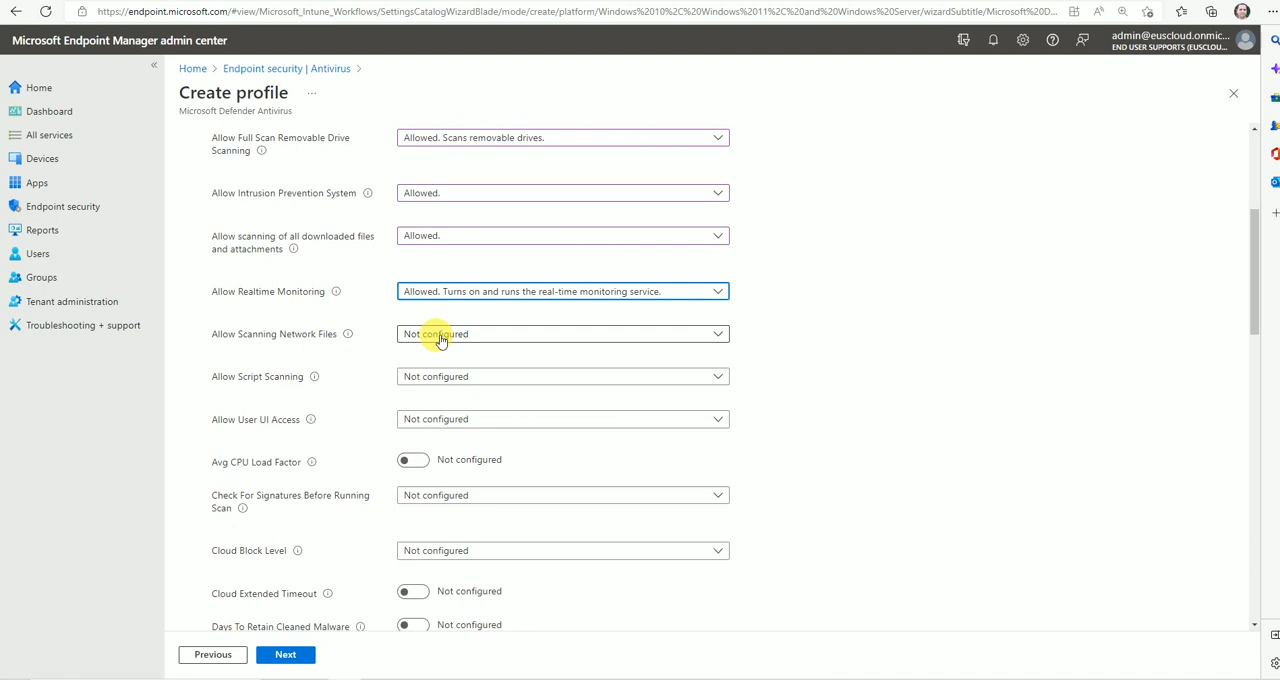 https://endpoint.microsoft.com/#view/Microsoft_Intune_Workflows/SettingsCatalogWizardBlade/mode/create/platform/Windows%2010%2C%20Windows%2011%2C%20and%20Windows%20Server/wizardSubtitle/Microsoft%20D...
Microsoft Endpoint Manager admin center
admin@euscloud.onmic...
END USER SUPPORTS (EUSCLOU...
Home
Dashboard
All services
Devices
Apps
Endpoint security
Reports
Users
Groups
Tenant administration
Troubleshooting + support
Home > Endpoint security | Antivirus >
Create profile ...
Microsoft Defender Antivirus
Allow Full Scan Removable Drive
Scanning
Allowed. Scans removable drives.
Allow Intrusion Prevention System
Allowed.
Allow scanning of all downloaded files
and attachments
Allowed.
Allow Realtime Monitoring
Allowed. Turns on and runs the real-time monitoring service.
Allow Scanning Network Files
Not configured
Allow Script Scanning
Not configured
Allow User UI Access
Not configured
Avg CPU Load Factor
Not configured
Check For Signatures Before Running
Scan
Not configured
Cloud Block Level
Not configured
Cloud Extended Timeout
Not configured
Days To Retain Cleaned Malware
Not configured
Previous
Next